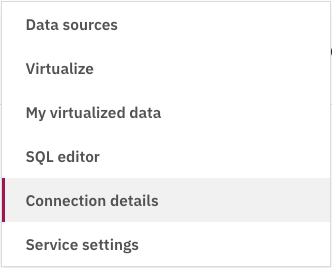 Data sources
Virtualize
My virtualized data
SQL editor
Connection details
Service settings